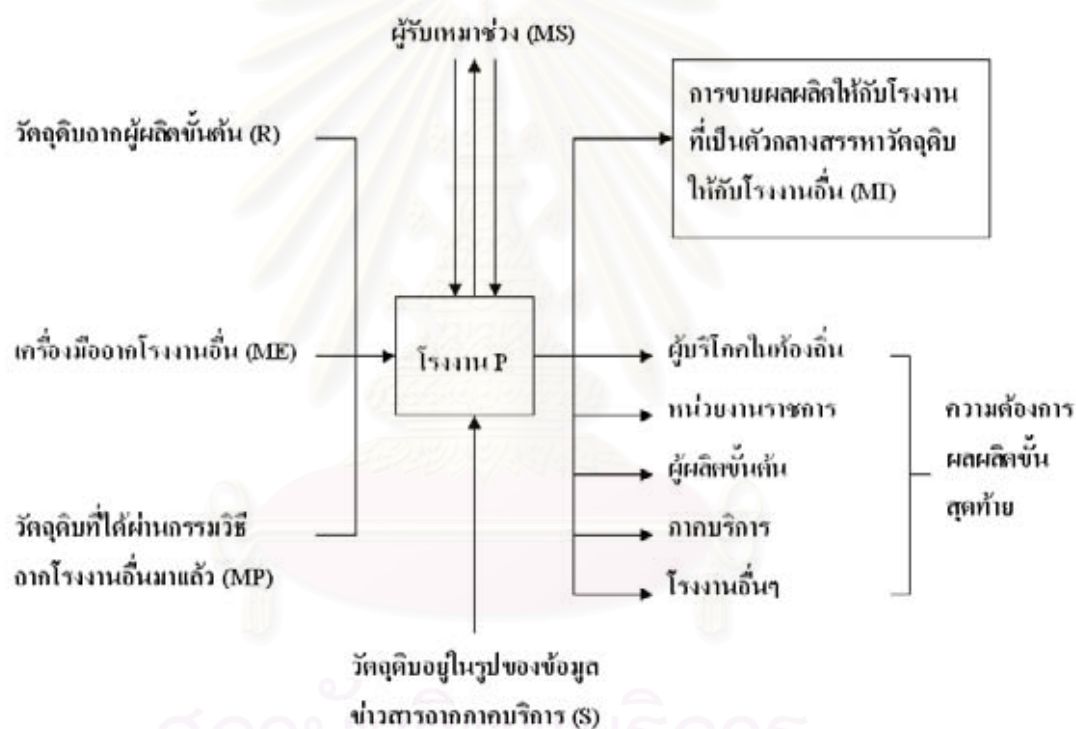 ผู้รับเหมาช่วง (MS)
การขายผลผลิตให้กับโรงงาน
ที่เป็นตัวกลางสรรหาวัตถุดิบ
ให้กับโรงงานอื่น (MI)
วัตถุดิบจากผู้ผลิตขั้นต้น (R)
เครื่องมือจากโรงงานอื่น (ME)
โรงงาน P
ผู้บริโภคในท้องถิ่น
หน่วยงานราชการ
ผู้ผลิตขั้นต้น
ภาคบริการ
โรงงานอื่นๆ
ความต้องการ
ผลผลิตขั้น
สุดท้าย
วัตถุดิบที่ได้ผ่านกรรมวิธี
จากโรงงานอื่นมาแล้ว (MP)
วัตถุดิบอยู่ในรูปของข้อมูล
ข่าวสารจากภาคบริการ (S)